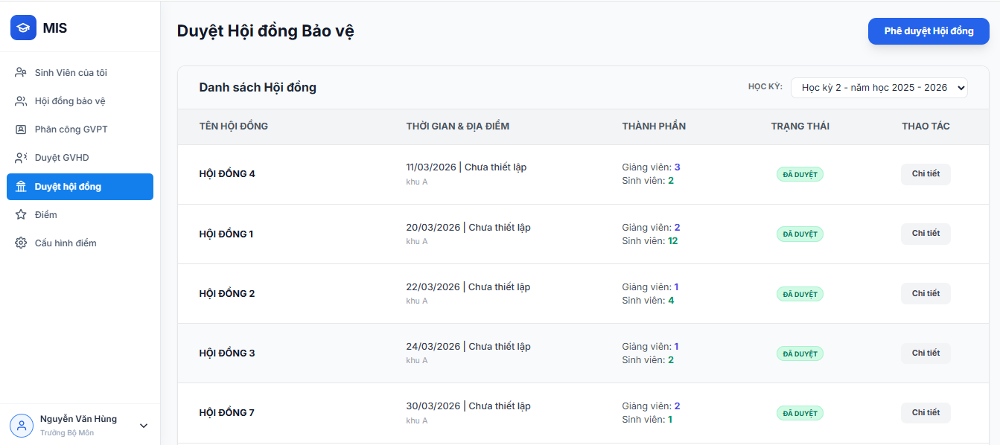 MIS
Sinh Viên của tôi
Hội đồng bảo vệ
Phân công GVPT
Duyệt GVHD
Duyệt hội đồng
Điểm
Cấu hình điểm
Nguyễn Văn Hùng
Trưởng Bộ Môn
Duyệt Hội đồng Bảo vệ
Phê duyệt Hội đồng
Danh sách Hội đồng
HỌC KỲ: Học kỳ 2 - năm học 2025 - 2026
TÊN HỘI ĐỒNG THỜI GIAN & ĐỊA ĐIỂM THÀNH PHẦN TRẠNG THÁI THAO TÁC
HỘI ĐỒNG 4
11/03/2026 | Chưa thiết lập
khu A
Giảng viên: 3
Sinh viên: 2
ĐÃ DUYỆT
Chi tiết
HỘI ĐỒNG 1
20/03/2026 | Chưa thiết lập
khu A
Giảng viên: 2
Sinh viên: 12
ĐÃ DUYỆT
Chi tiết
HỘI ĐỒNG 2
22/03/2026 | Chưa thiết lập
khu A
Giảng viên: 1
Sinh viên: 4
ĐÃ DUYỆT
Chi tiết
HỘI ĐỒNG 3
24/03/2026 | Chưa thiết lập
khu A
Giảng viên: 1
Sinh viên: 2
ĐÃ DUYỆT
Chi tiết
HỘI ĐỒNG 7
30/03/2026 | Chưa thiết lập
khu A
Giảng viên: 2
Sinh viên: 1
ĐÃ DUYỆT
Chi tiết